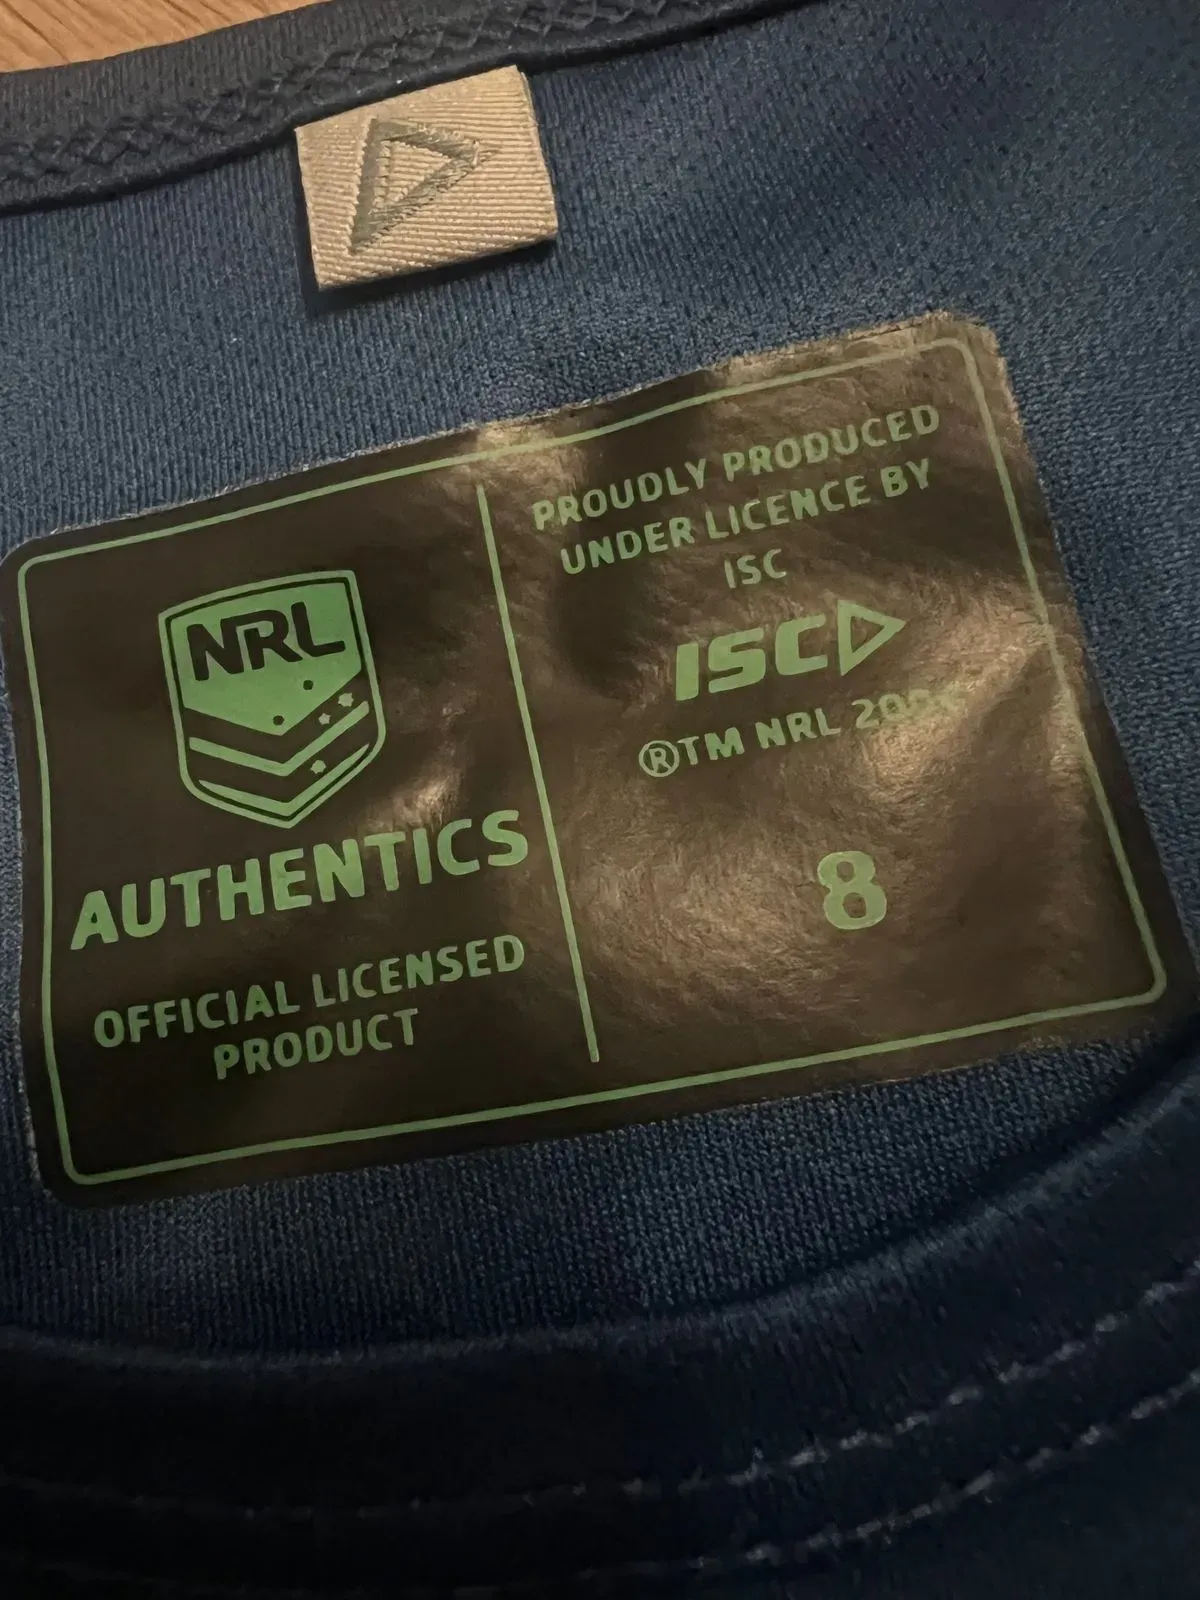 NRL
AUTHENTICS
OFFICIAL LICENSED
PRODUCT
PROUDLY PRODUCED
UNDER LICENCE BY
ISC
ISC
®TM NRL
8